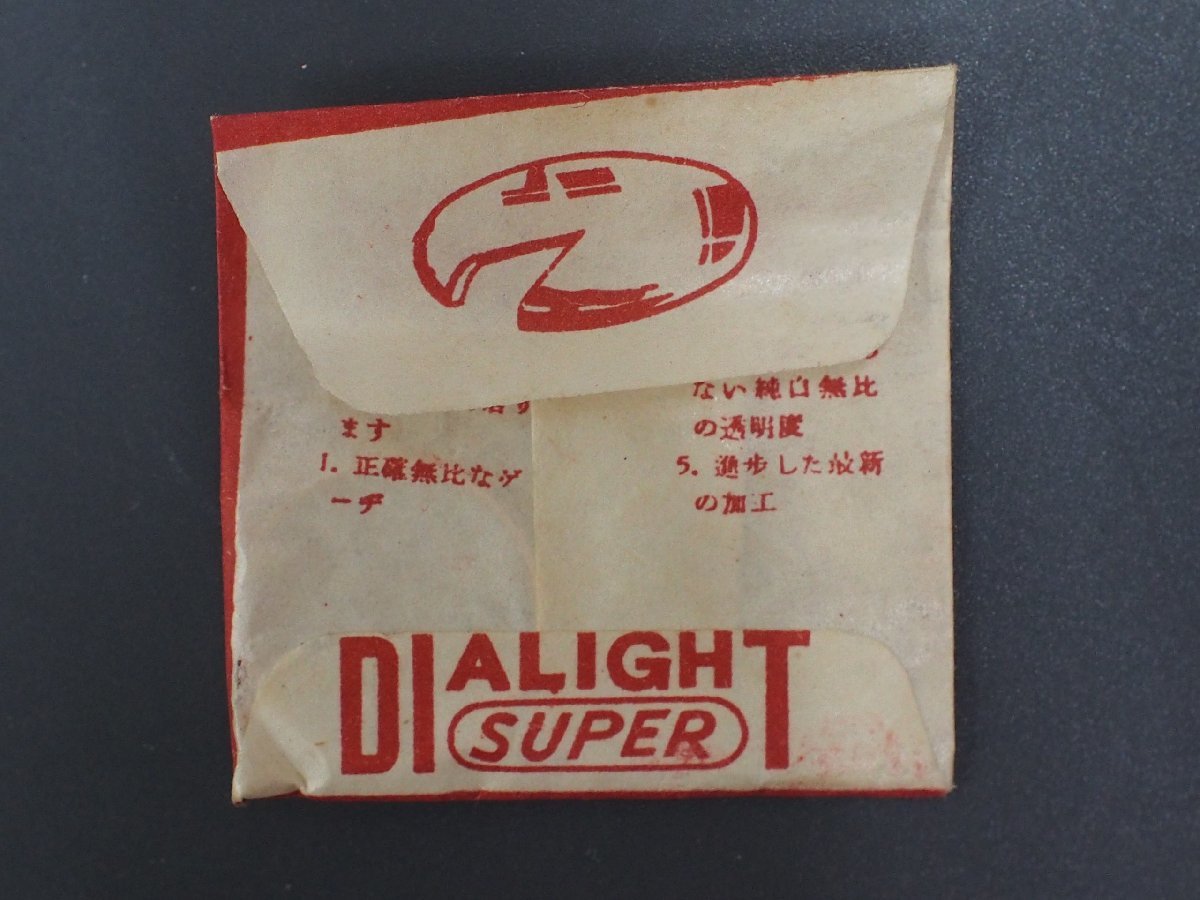 ます
1. 正確無比なゲ
ーヂ
ない純白無比
の透明度
5. 進歩した最新
の加工
DIALIGHT
SUPER